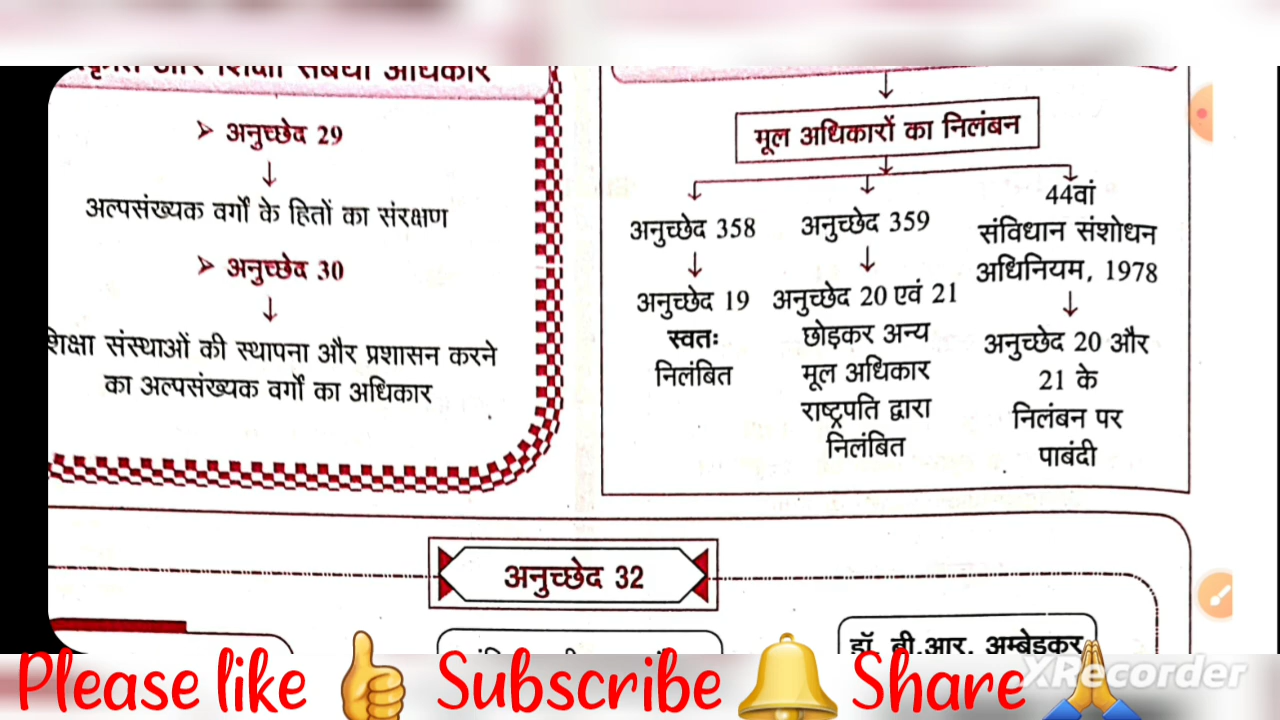 और शिक्षा संबंधी अधिकार
➤ अनुच्छेद 29
अल्पसंख्यक वर्गों के हितों का संरक्षण
➤ अनुच्छेद 30
शिक्षा संस्थाओं की स्थापना और प्रशासन करने
का अल्पसंख्यक वर्गों का अधिकार
मूल अधिकारों का निलंबन
अनुच्छेद 358
अनुच्छेद 19
स्वतः
निलंबित
अनुच्छेद 359
अनुच्छेद 20 एवं 21
छोड़कर अन्य
मूल अधिकार
राष्ट्रपति द्वारा
निलंबित
44वां
संविधान संशोधन
अधिनियम, 1978
अनुच्छेद 20 और
21 के
निलंबन पर
पाबंदी
अनुच्छेद 32
डॉ. बी.आर. अम्बेडकर
Please like Subscribe Share
XRecorder